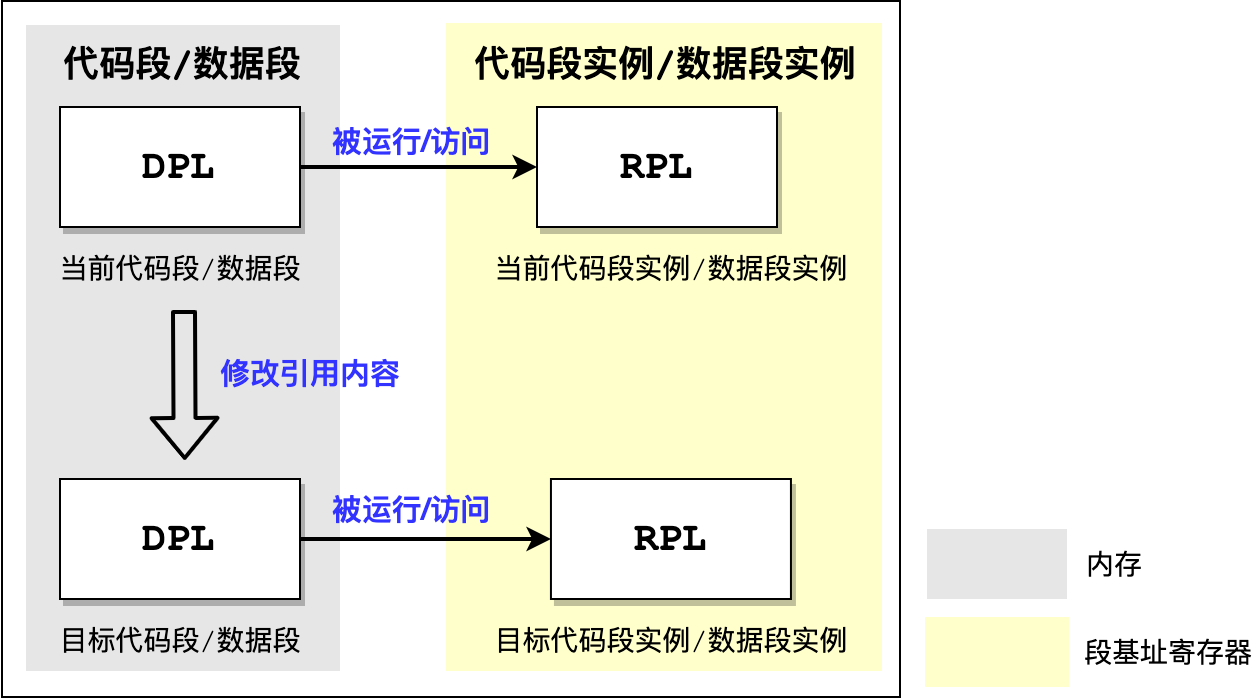 代码段/数据段
代码段实例/数据段实例
DPL
被运行/访问
RPL
当前代码段/数据段
当前代码段实例/数据段实例
修改引用内容
DPL
被运行/访问
RPL
目标代码段/数据段
目标代码段实例/数据段实例
内存
段基址寄存器